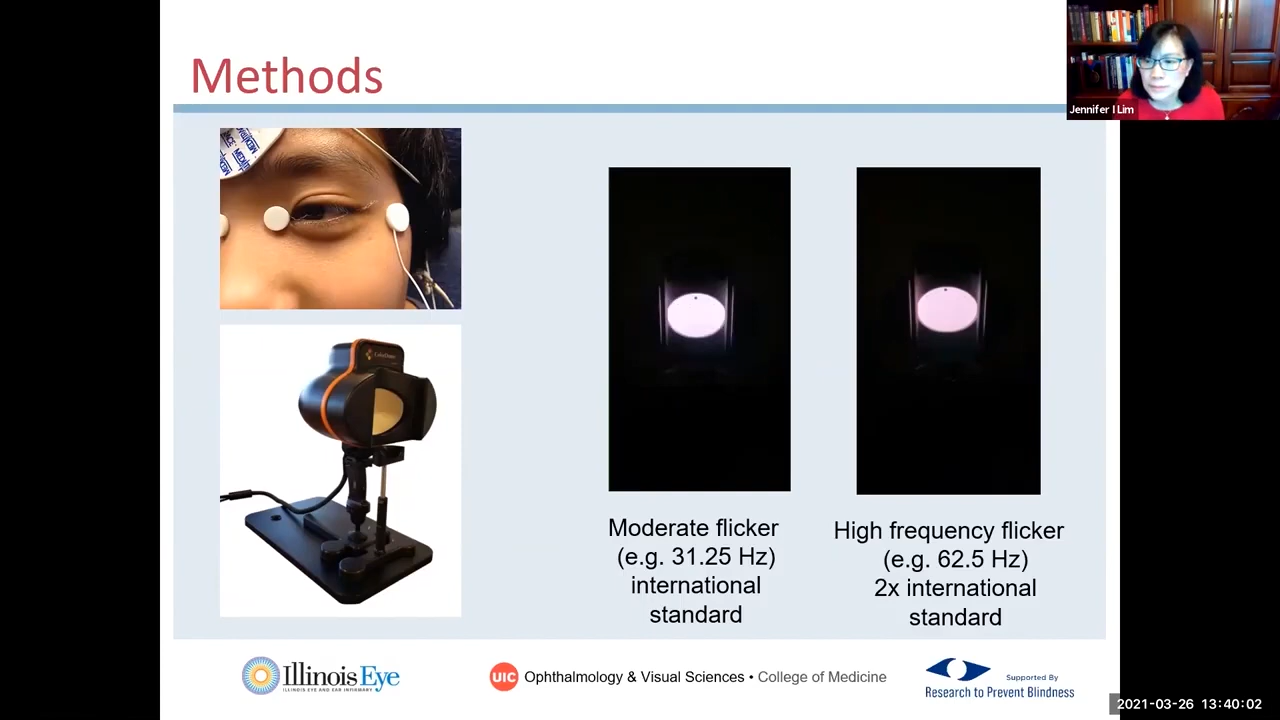 Methods
Jennifer I Lim
Moderate flicker
(e.g. 31.25 Hz)
international
standard
High frequency flicker
(e.g. 62.5 Hz)
2x international
standard
IllinoisEye
ILLINOIS EYE AND EAR INFIRMARY
UIC Ophthalmology & Visual Sciences • College of Medicine
Supported By
Research to Prevent Blindness
2021-03-26 13:40:02